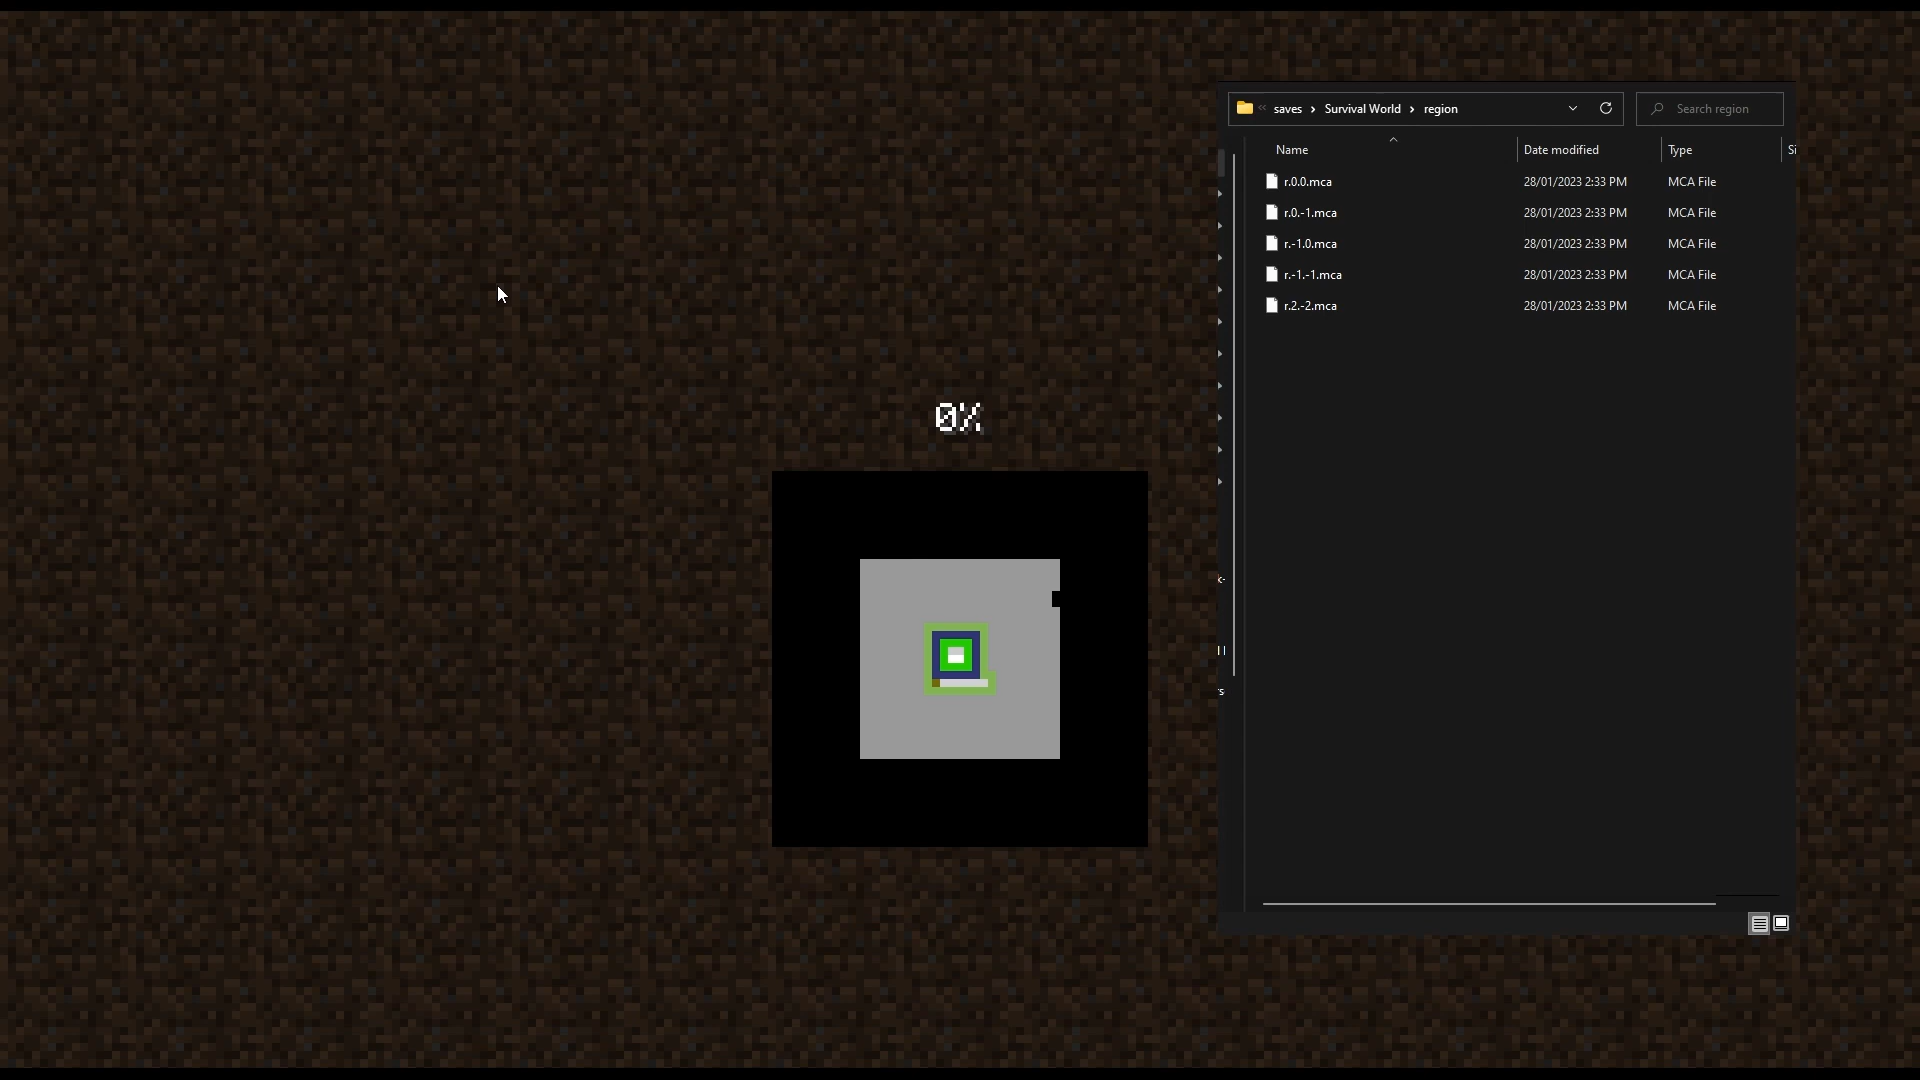 saves > Survival World > region
Search region
Name Date modified Type Si
r.0.0.mca 28/01/2023 2:33 PM MCA File
r.0.-1.mca 28/01/2023 2:33 PM MCA File
r.-1.0.mca 28/01/2023 2:33 PM MCA File
r.-1.-1.mca 28/01/2023 2:33 PM MCA File
r.2.-2.mca 28/01/2023 2:33 PM MCA File
0%